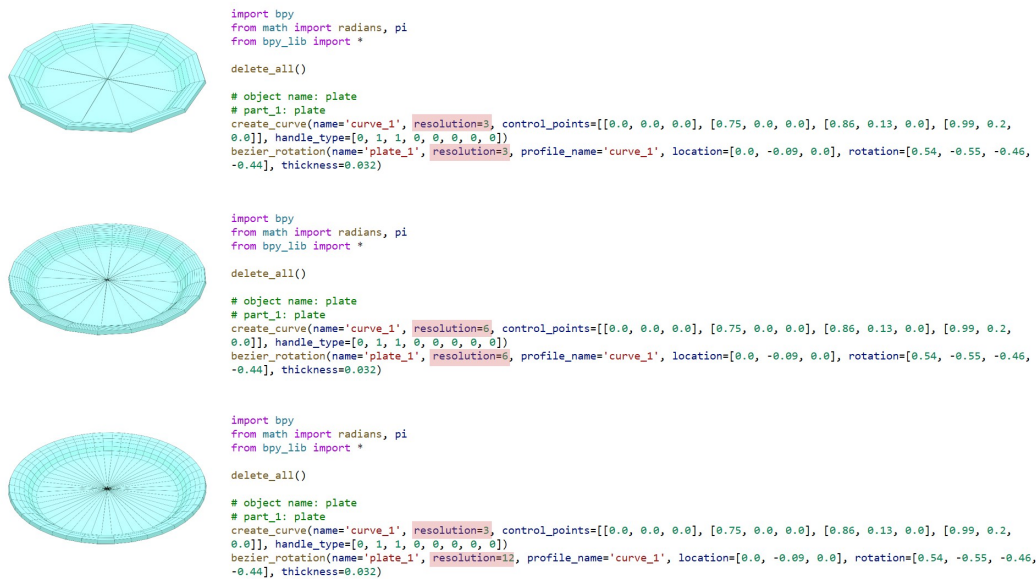 import bpy
from math import radians, pi
from bpy_lib import *
delete_all()
# object name: plate
# part_1: plate
create_curve(name='curve_1', resolution=3, control_points=[[0.0, 0.0, 0.0], [0.75, 0.0, 0.0], [0.86, 0.13, 0.0], [0.99, 0.2,
0.0]], handle_type=[0, 1, 1, 0, 0, 0, 0, 0])
bezier_rotation(name='plate_1', resolution=3, profile_name='curve_1', location=[0.0, -0.09, 0.0], rotation=[0.54, -0.55, -0.46,
-0.44], thickness=0.032)
import bpy
from math import radians, pi
from bpy_lib import *
delete_all()
# object name: plate
# part_1: plate
create_curve(name='curve_1', resolution=6, control_points=[[0.0, 0.0, 0.0], [0.75, 0.0, 0.0], [0.86, 0.13, 0.0], [0.99, 0.2,
0.0]], handle_type=[0, 1, 1, 0, 0, 0, 0, 0])
bezier_rotation(name='plate_1', resolution=6, profile_name='curve_1', location=[0.0, -0.09, 0.0], rotation=[0.54, -0.55, -0.46,
-0.44], thickness=0.032)
import bpy
from math import radians, pi
from bpy_lib import *
delete_all()
# object name: plate
# part_1: plate
create_curve(name='curve_1', resolution=3, control_points=[[0.0, 0.0, 0.0], [0.75, 0.0, 0.0], [0.86, 0.13, 0.0], [0.99, 0.2,
0.0]], handle_type=[0, 1, 1, 0, 0, 0, 0, 0])
bezier_rotation(name='plate_1', resolution=12, profile_name='curve_1', location=[0.0, -0.09, 0.0], rotation=[0.54, -0.55, -0.46,
-0.44], thickness=0.032)